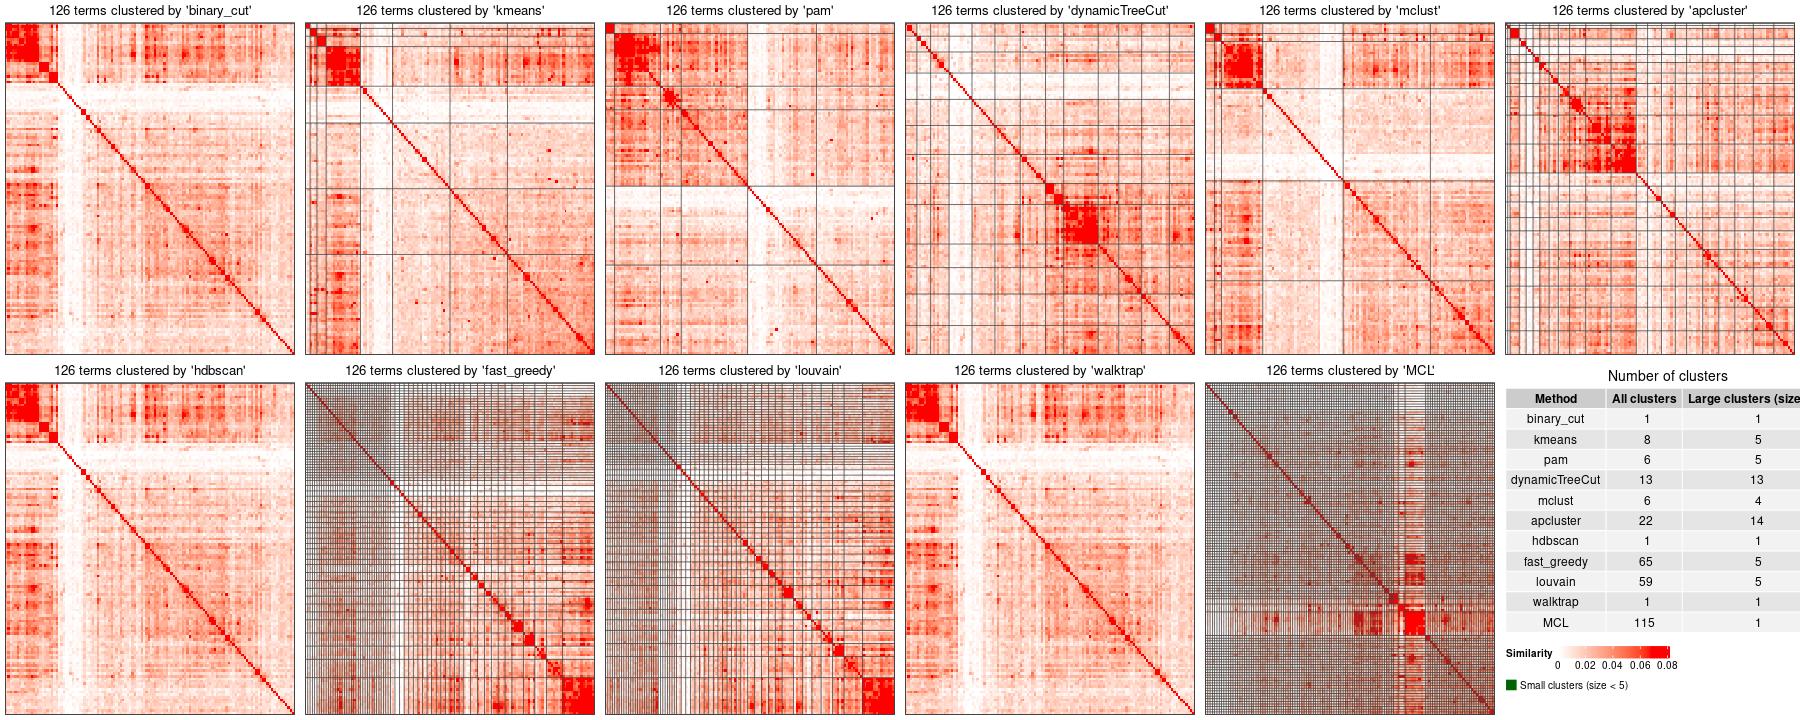 126 terms clustered by 'binary_cut'
126 terms clustered by 'kmeans'
126 terms clustered by 'pam'
126 terms clustered by 'dynamicTreeCut'
126 terms clustered by 'mclust'
126 terms clustered by 'apcluster'
126 terms clustered by 'hdbscan'
126 terms clustered by 'fast_greedy'
126 terms clustered by 'louvain'
126 terms clustered by 'walktrap'
126 terms clustered by 'MCL'
Number of clusters
Method All clusters Large clusters (size
binary_cut 1 1
kmeans 8 5
pam 6 5
dynamicTreeCut 13 13
mclust 6 4
apcluster 22 14
hdbscan 1 1
fast_greedy 65 5
louvain 59 5
walktrap 1 1
MCL 115 1
Similarity
0 0.02 0.04 0.06 0.08
Small clusters (size < 5)